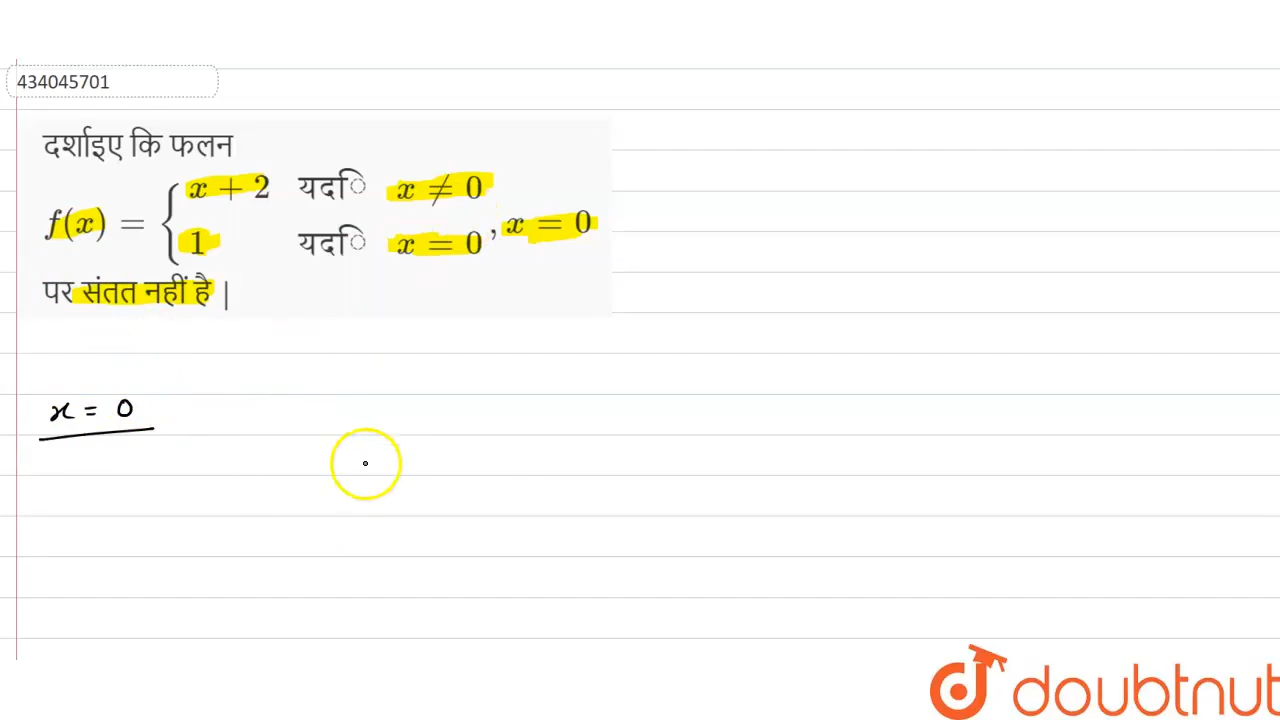 434045701
दर्शाइए कि फलन
f(x) = { x + 2 यदि x ≠ 0
1 यदि x = 0 , x = 0
पर संतत नहीं है |
x = 0
doubtnut